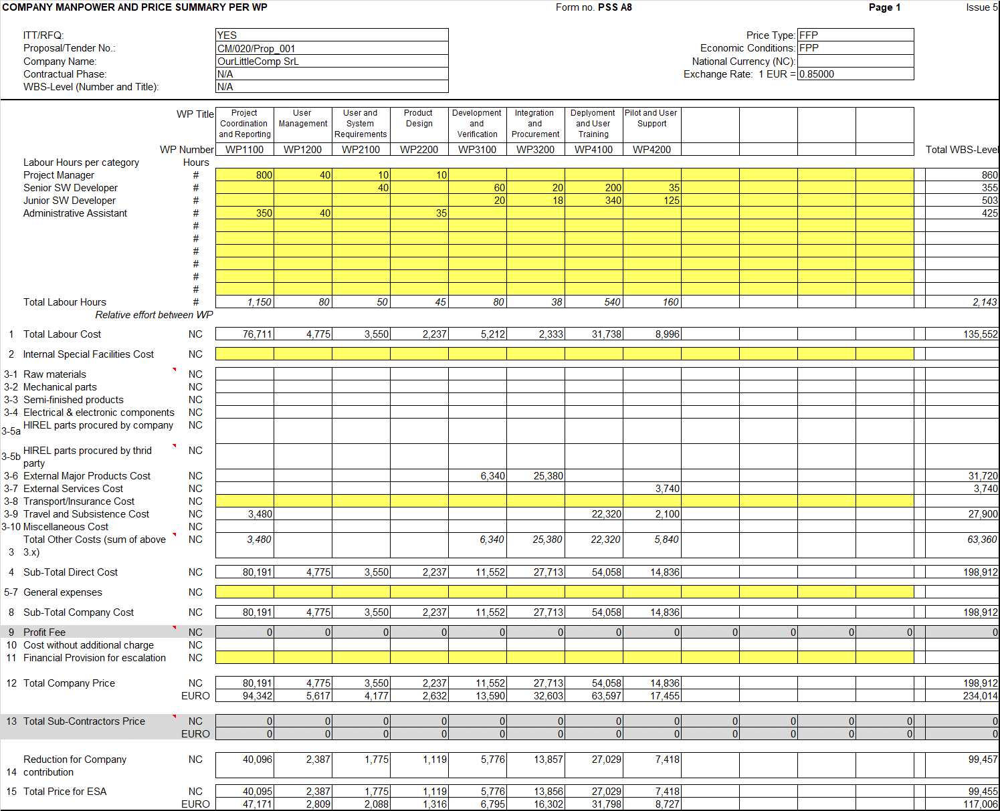 COMPANY MANPOWER AND PRICE SUMMARY PER WP Form no. PSS A8 Page 1 Issue 5
ITT/RFQ: YES Price Type: FFP
Proposal/Tender No.: CM/020/Prop_001 Economic Conditions: FPP
Company Name: OurLittleComp SrL National Currency (NC):
Contractual Phase: N/A Exchange Rate: 1 EUR = 0.85000
WBS-Level (Number and Title): N/A
WP Title Project User User and Product Development Integration Deplyoment Pilot and User
Coordination Management System Design and and and User Support
and Reporting Requirements Verification Procurement Training
WP Number WP1100 WP1200 WP2100 WP2200 WP3100 WP3200 WP4100 WP4200 Total WBS-Level
Labour Hours per category Hours
Project Manager # 800 40 10 10 860
Senior SW Developer # 40 60 20 200 35 355
Junior SW Developer # 20 18 340 125 503
Administrative Assistant # 350 40 35 425
#
#
#
#
#
#
Total Labour Hours # 1,150 80 50 45 80 38 540 160 2,143
Relative effort between WP
1 Total Labour Cost NC 76,711 4,775 3,550 2,237 5,212 2,333 31,738 8,996 135,552
2 Internal Special Facilities Cost NC
3-1 Raw materials NC
3-2 Mechanical parts NC
3-3 Semi-finished products NC
3-4 Electrical & electronic components NC
3-5a HIREL parts procured by company NC
3-5b HIREL parts procured by thrid NC
party
3-6 External Major Products Cost NC 6,340 25,380 31,720
3-7 External Services Cost NC 3,740 3,740
3-8 Transport/Insurance Cost NC
3-9 Travel and Subsistence Cost NC 3,480 22,320 2,100 27,900
3-10 Miscellaneous Cost NC
Total Other Costs (sum of above NC 3,480 6,340 25,380 22,320 5,840 63,360
3 3.x)
4 Sub-Total Direct Cost NC 80,191 4,775 3,550 2,237 11,552 27,713 54,058 14,836 198,912
5-7 General expenses NC
8 Sub-Total Company Cost NC 80,191 4,775 3,550 2,237 11,552 27,713 54,058 14,836 198,912
9 Profit Fee NC 0 0 0 0 0 0 0 0 0 0 0 0 0
10 Cost without additional charge NC
11 Financial Provision for escalation NC
12 Total Company Price NC 80,191 4,775 3,550 2,237 11,552 27,713 54,058 14,836 198,912
EURO 94,342 5,617 4,177 2,632 13,590 32,603 63,597 17,455 234,014
13 Total Sub-Contractors Price NC 0 0 0 0 0 0 0 0 0 0 0 0 0
EURO 0 0 0 0 0 0 0 0 0 0 0 0 0
Reduction for Company NC 40,096 2,387 1,775 1,119 5,776 13,857 27,029 7,418 99,457
14 contribution
15 Total Price for ESA NC 40,095 2,387 1,775 1,119 5,776 13,856 27,029 7,418 99,455
EURO 47,171 2,809 2,088 1,316 6,795 16,302 31,798 8,727 117,006